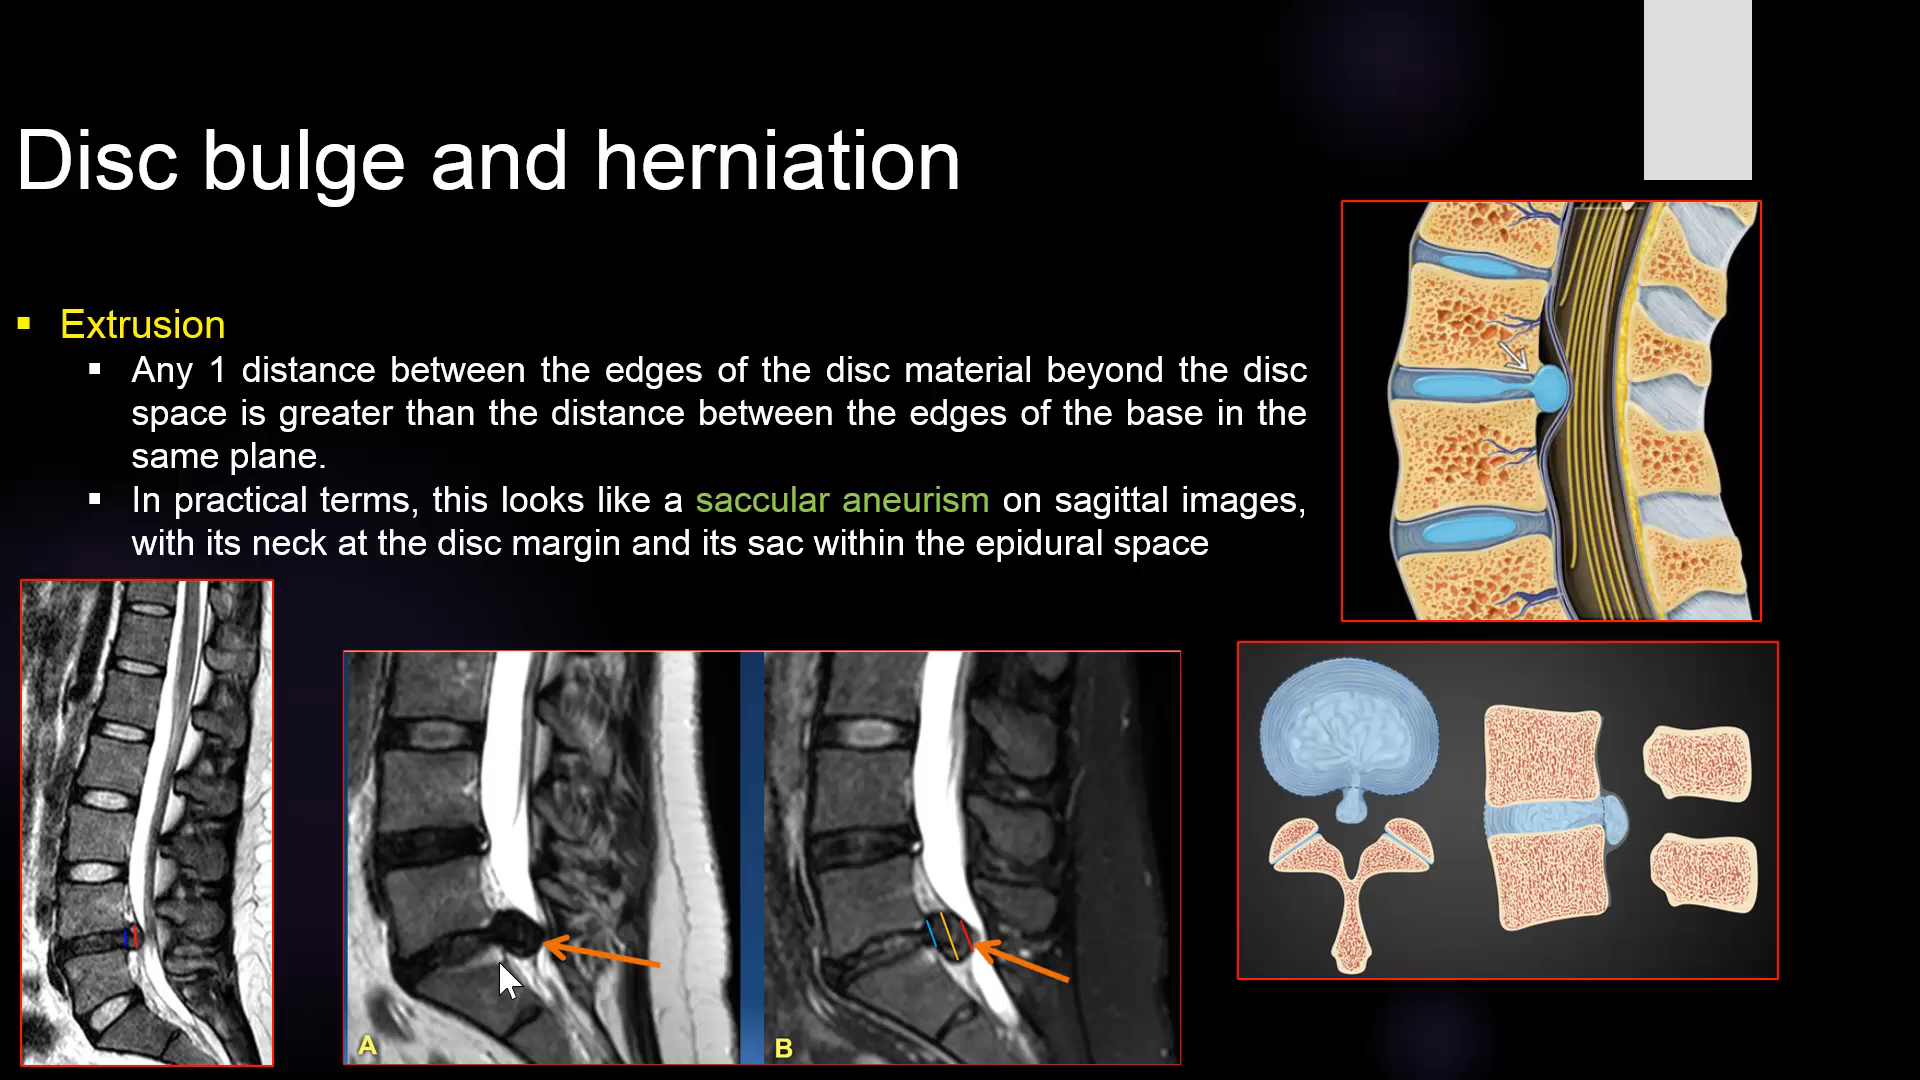 Disc bulge and herniation
Extrusion
Any 1 distance between the edges of the disc material beyond the disc
space is greater than the distance between the edges of the base in the
same plane.
In practical terms, this looks like a saccular aneurism on sagittal images,
with its neck at the disc margin and its sac within the epidural space
A
B